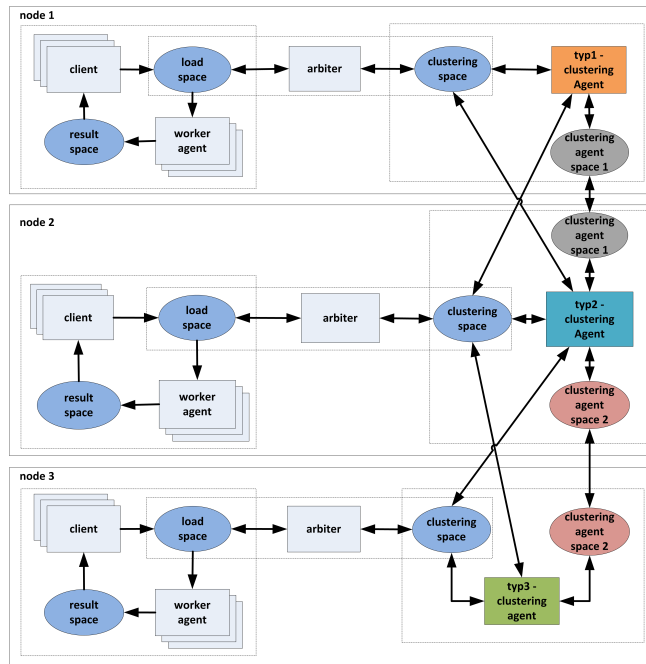 node 1
client
load
space
arbiter
clustering
space
typ1 -
clustering
Agent
result
space
worker
agent
clustering
agent
space 1
node 2
clustering
agent
space 1
client
load
space
arbiter
clustering
space
typ2 -
clustering
Agent
result
space
worker
agent
clustering
agent
space 2
node 3
client
load
space
arbiter
clustering
space
clustering
agent
space 2
result
space
worker
agent
typ3 -
clustering
agent